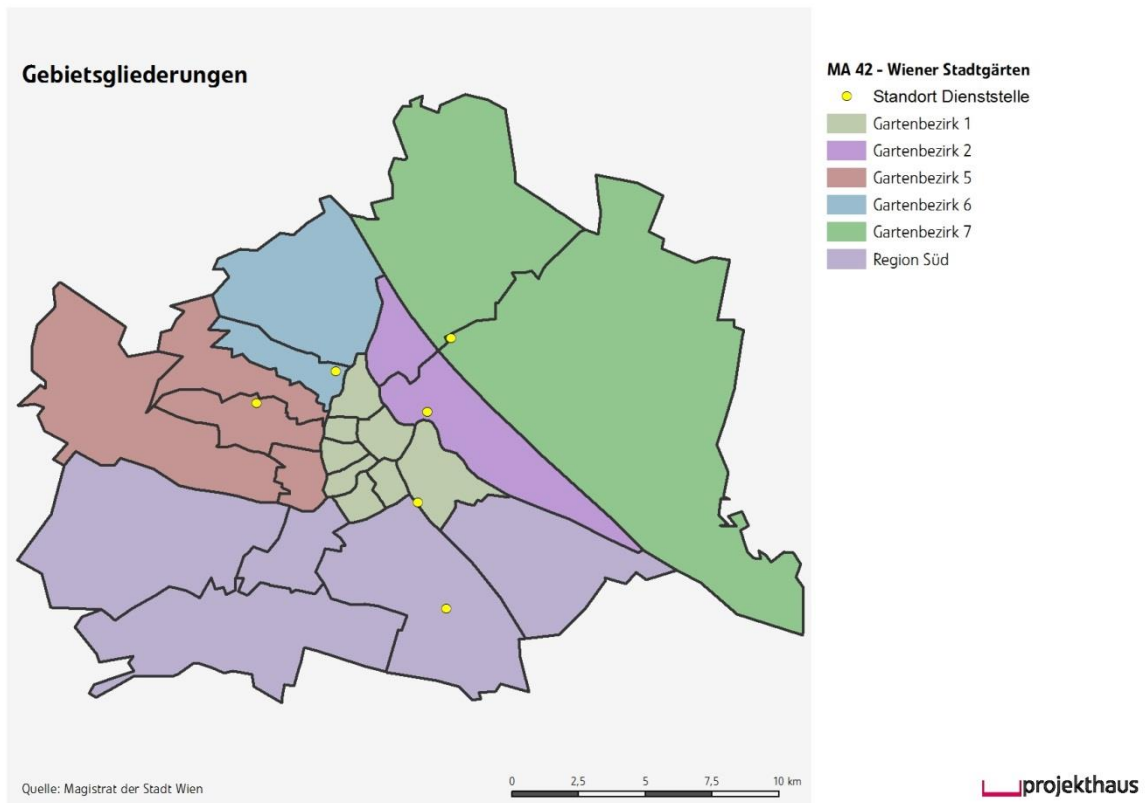 Gebietsgliederungen
MA 42 - Wiener Stadtgärten
Standort Dienststelle
Gartenbezirk 1
Gartenbezirk 2
Gartenbezirk 5
Gartenbezirk 6
Gartenbezirk 7
Region Süd
Quelle: Magistrat der Stadt Wien
0 2,5 5 7,5 10 km
projekthaus